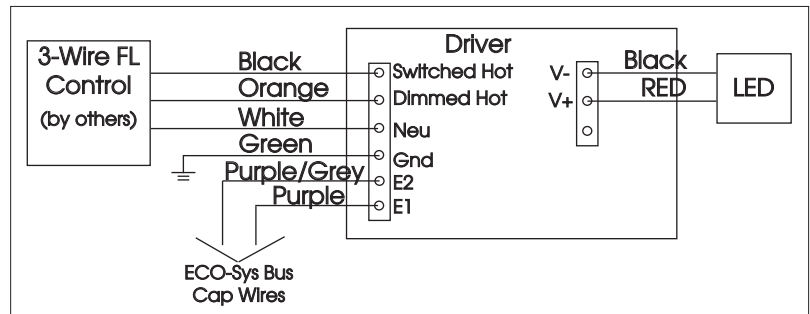 3-Wire FL
Control
(by others)
Black
Orange
White
Green
Purple/Grey
Purple
ECO-Sys Bus
Cap Wires
Driver
Switched Hot
Dimmed Hot
Neu
Gnd
E2
E1
V-
V+
Black
RED
LED